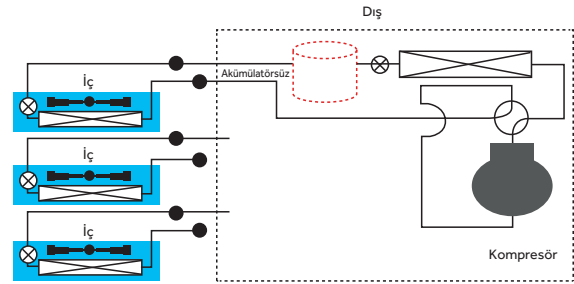 Dış
Akümülatörsüz
İç
İç
İç
Kompresör